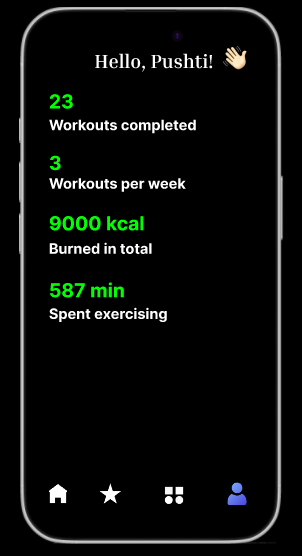 Hello, Pushti! 👋🏻
23
Workouts completed
3
Workouts per week
9000 kcal
Burned in total
587 min
Spent exercising